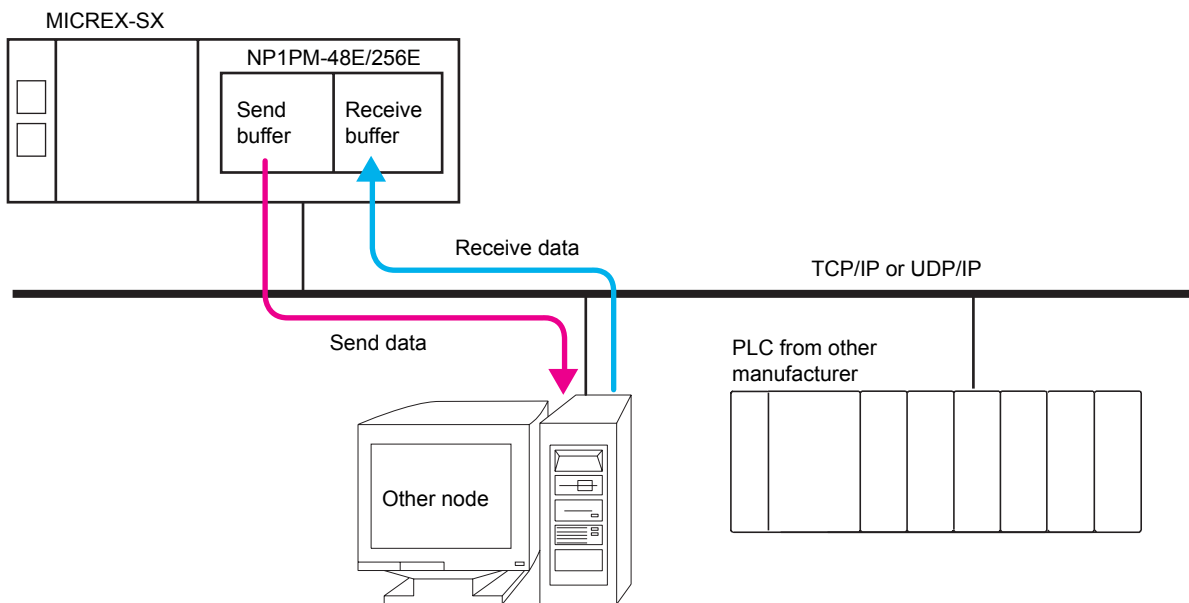 MICREX-SX
NP1PM-48E/256E
Send
buffer
Receive
buffer
Receive data
TCP/IP or UDP/IP
Send data
PLC from other
manufacturer
Other node